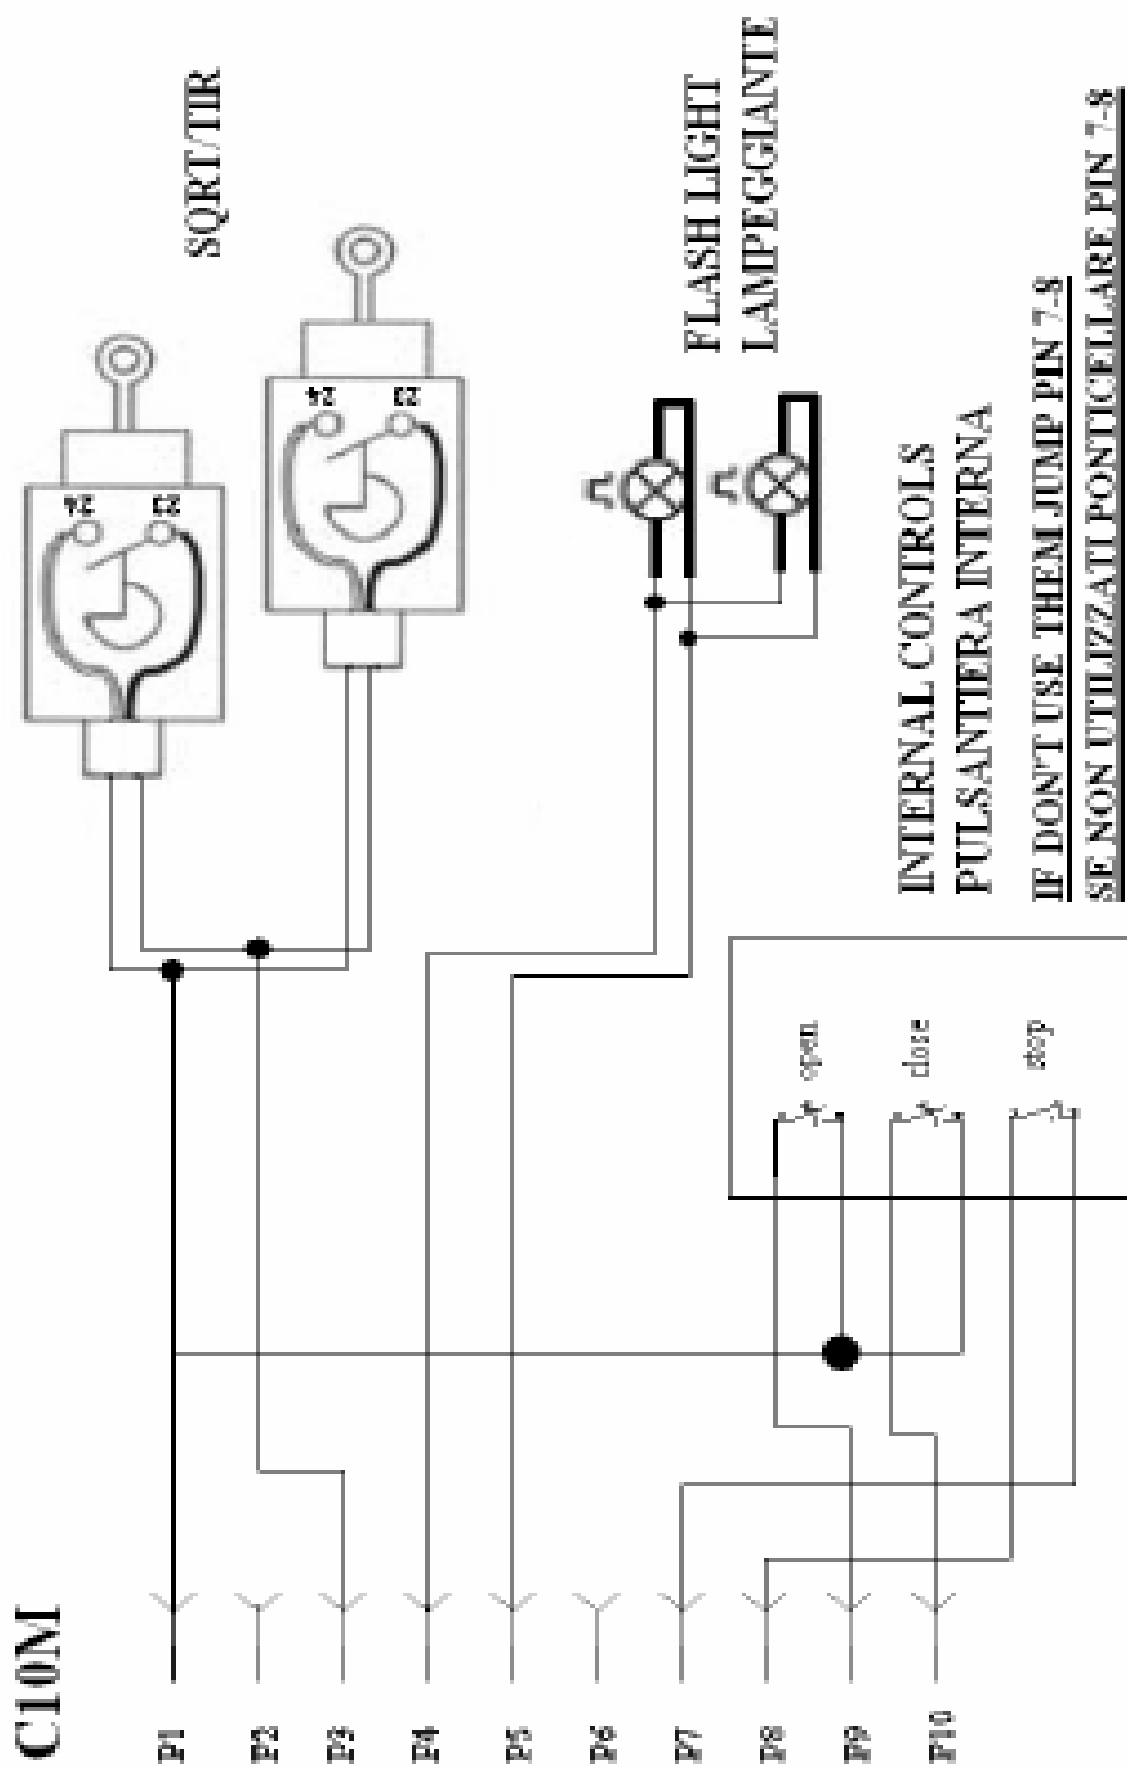 C10M
P1
P2
P3
P4
P5
P6
P7
P8
P9
P10
SQRT/TIR
24
23
24
23
FLASH LIGHT
LAMPEGGIANTE
INTERNAL CONTROLS
PULSANTIERA INTERNA
IF DON'T USE THEM JUMP PIN 7-8
SE NON UTILIZZATI PONTICELLARE PIN 7-8
open
close
stop